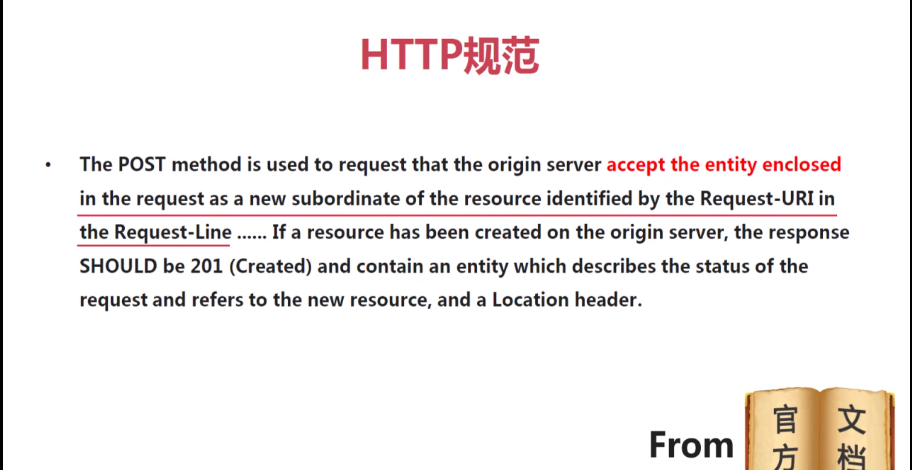 HTTP规范
• The POST method is used to request that the origin server accept the entity enclosed
in the request as a new subordinate of the resource identified by the Request-URI in
the Request-Line ...... If a resource has been created on the origin server, the response
SHOULD be 201 (Created) and contain an entity which describes the status of the
request and refers to the new resource, and a Location header.
From
官方
文档